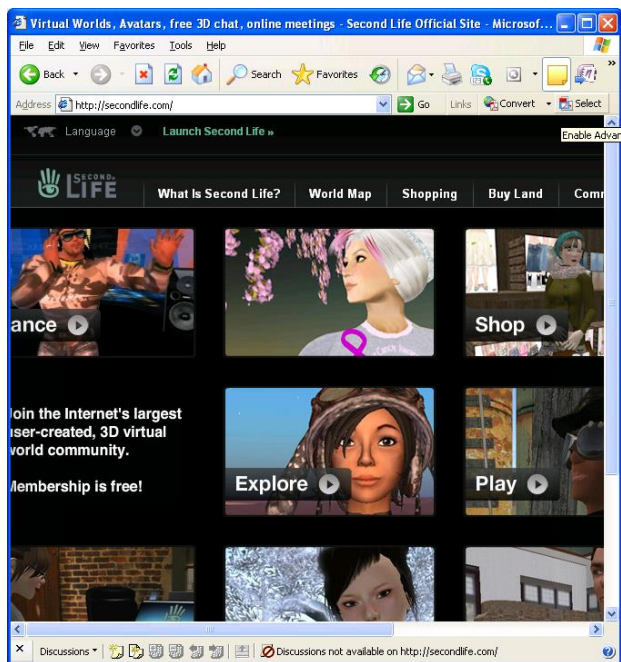 Virtual Worlds, Avatars, free 3D chat, online meetings - Second Life Official Site - Microsof...
File Edit View Favorites Tools Help
Back Search Favorites
Address http://secondlife.com/ Go Links Convert Select
Language Launch Second Life »
Enable Advan
SECOND LIFE What Is Second Life? World Map Shopping Buy Land Comm
ance
Shop
Join the Internet's largest
user-created, 3D virtual
world community.
Membership is free!
Explore
Play
Discussions Discussions not available on http://secondlife.com/